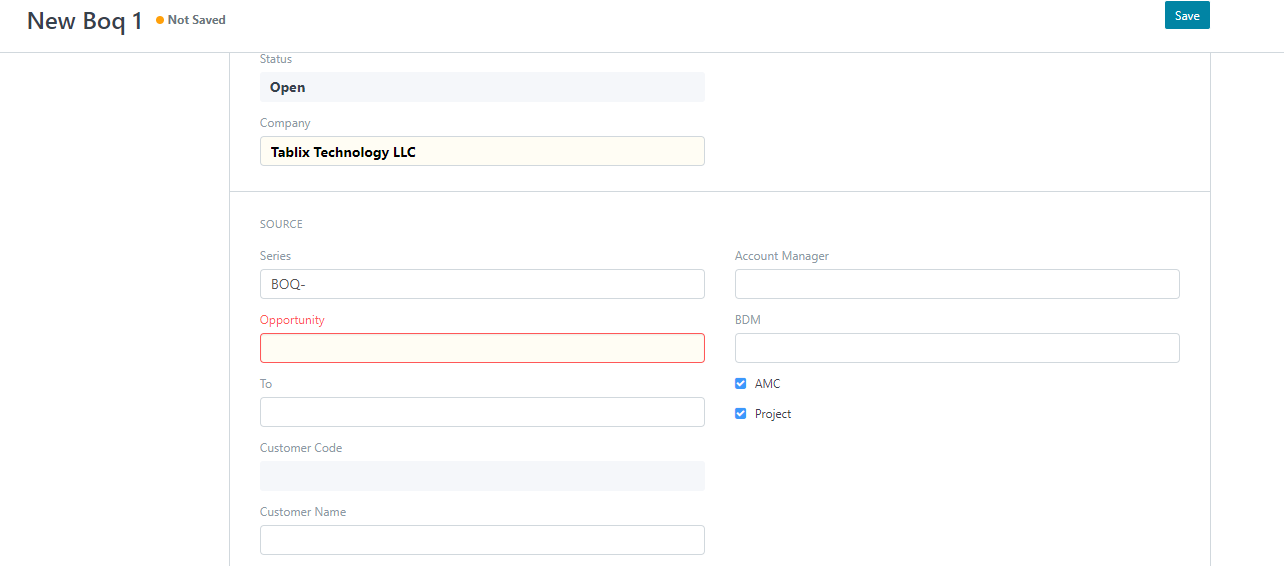 New Boq 1
Not Saved
Save
Status
Open
Company
Tablix Technology LLC
SOURCE
Series
BOQ-
Opportunity
To
Customer Code
Customer Name
Account Manager
BDM
AMC
Project